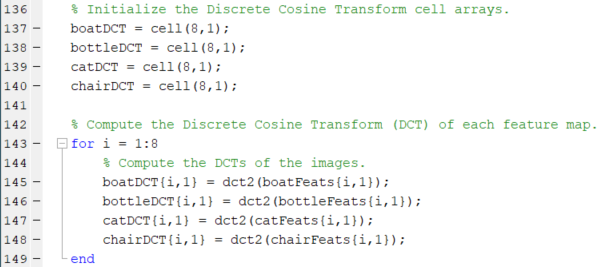 136 % Initialize the Discrete Cosine Transform cell arrays.
137 – boatDCT = cell(8,1);
138 – bottleDCT = cell(8,1);
139 – catDCT = cell(8,1);
140 – chairDCT = cell(8,1);
141
142 % Compute the Discrete Cosine Transform (DCT) of each feature map.
143 – for i = 1:8
144 % Compute the DCTs of the images.
145 – boatDCT{i,1} = dct2(boatFeats{i,1});
146 – bottleDCT{i,1} = dct2(bottleFeats{i,1});
147 – catDCT{i,1} = dct2(catFeats{i,1});
148 – chairDCT{i,1} = dct2(chairFeats{i,1});
149 – end